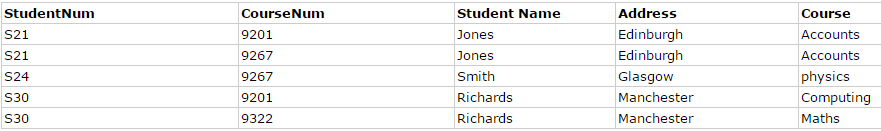 StudentNum CourseNum Student Name Address Course
S21 9201 Jones Edinburgh Accounts
S21 9267 Jones Edinburgh Accounts
S24 9267 Smith Glasgow physics
S30 9201 Richards Manchester Computing
S30 9322 Richards Manchester Maths